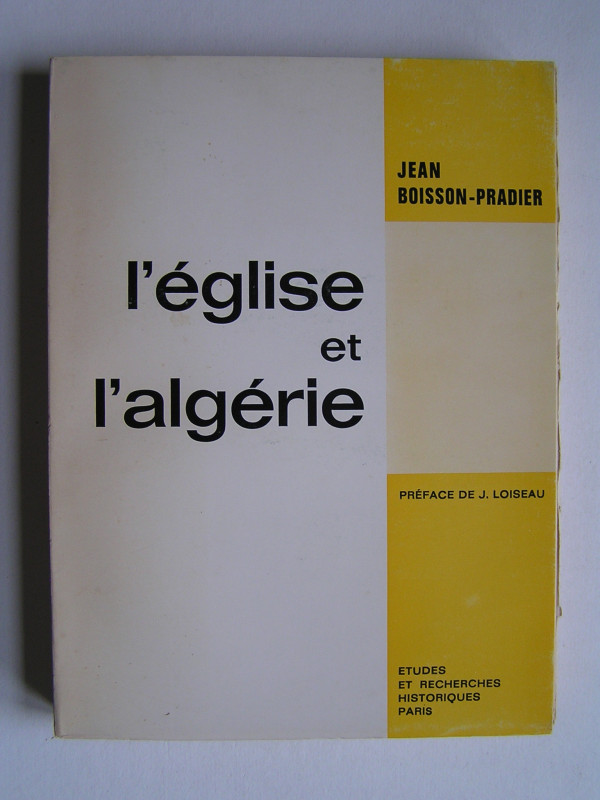 JEAN
BOISSON-PRADIER
l'église
et
l'algérie
PRÉFACE DE J. LOISEAU
ETUDES
ET RECHERCHES
HISTORIQUES
PARIS